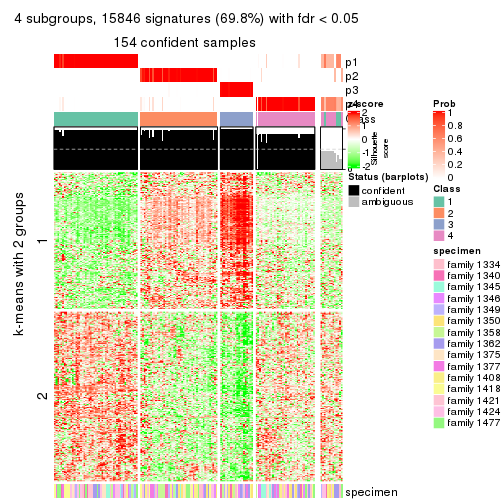 4 subgroups, 15846 signatures (69.8%) with fdr < 0.05
154 confident samples
p1
p2
p3
p4
Class
z-score
2
1
0
-1
-2
Silhouette
score
Status (barplots)
confident
ambiguous
Prob
1
0.8
0.6
0.4
0.2
0
Class
1
2
3
4
specimen
family 1334
family 1340
family 1345
family 1346
family 1349
family 1350
family 1358
family 1362
family 1375
family 1377
family 1408
family 1418
family 1421
family 1424
family 1477
k-means with 2 groups
1
2
specimen